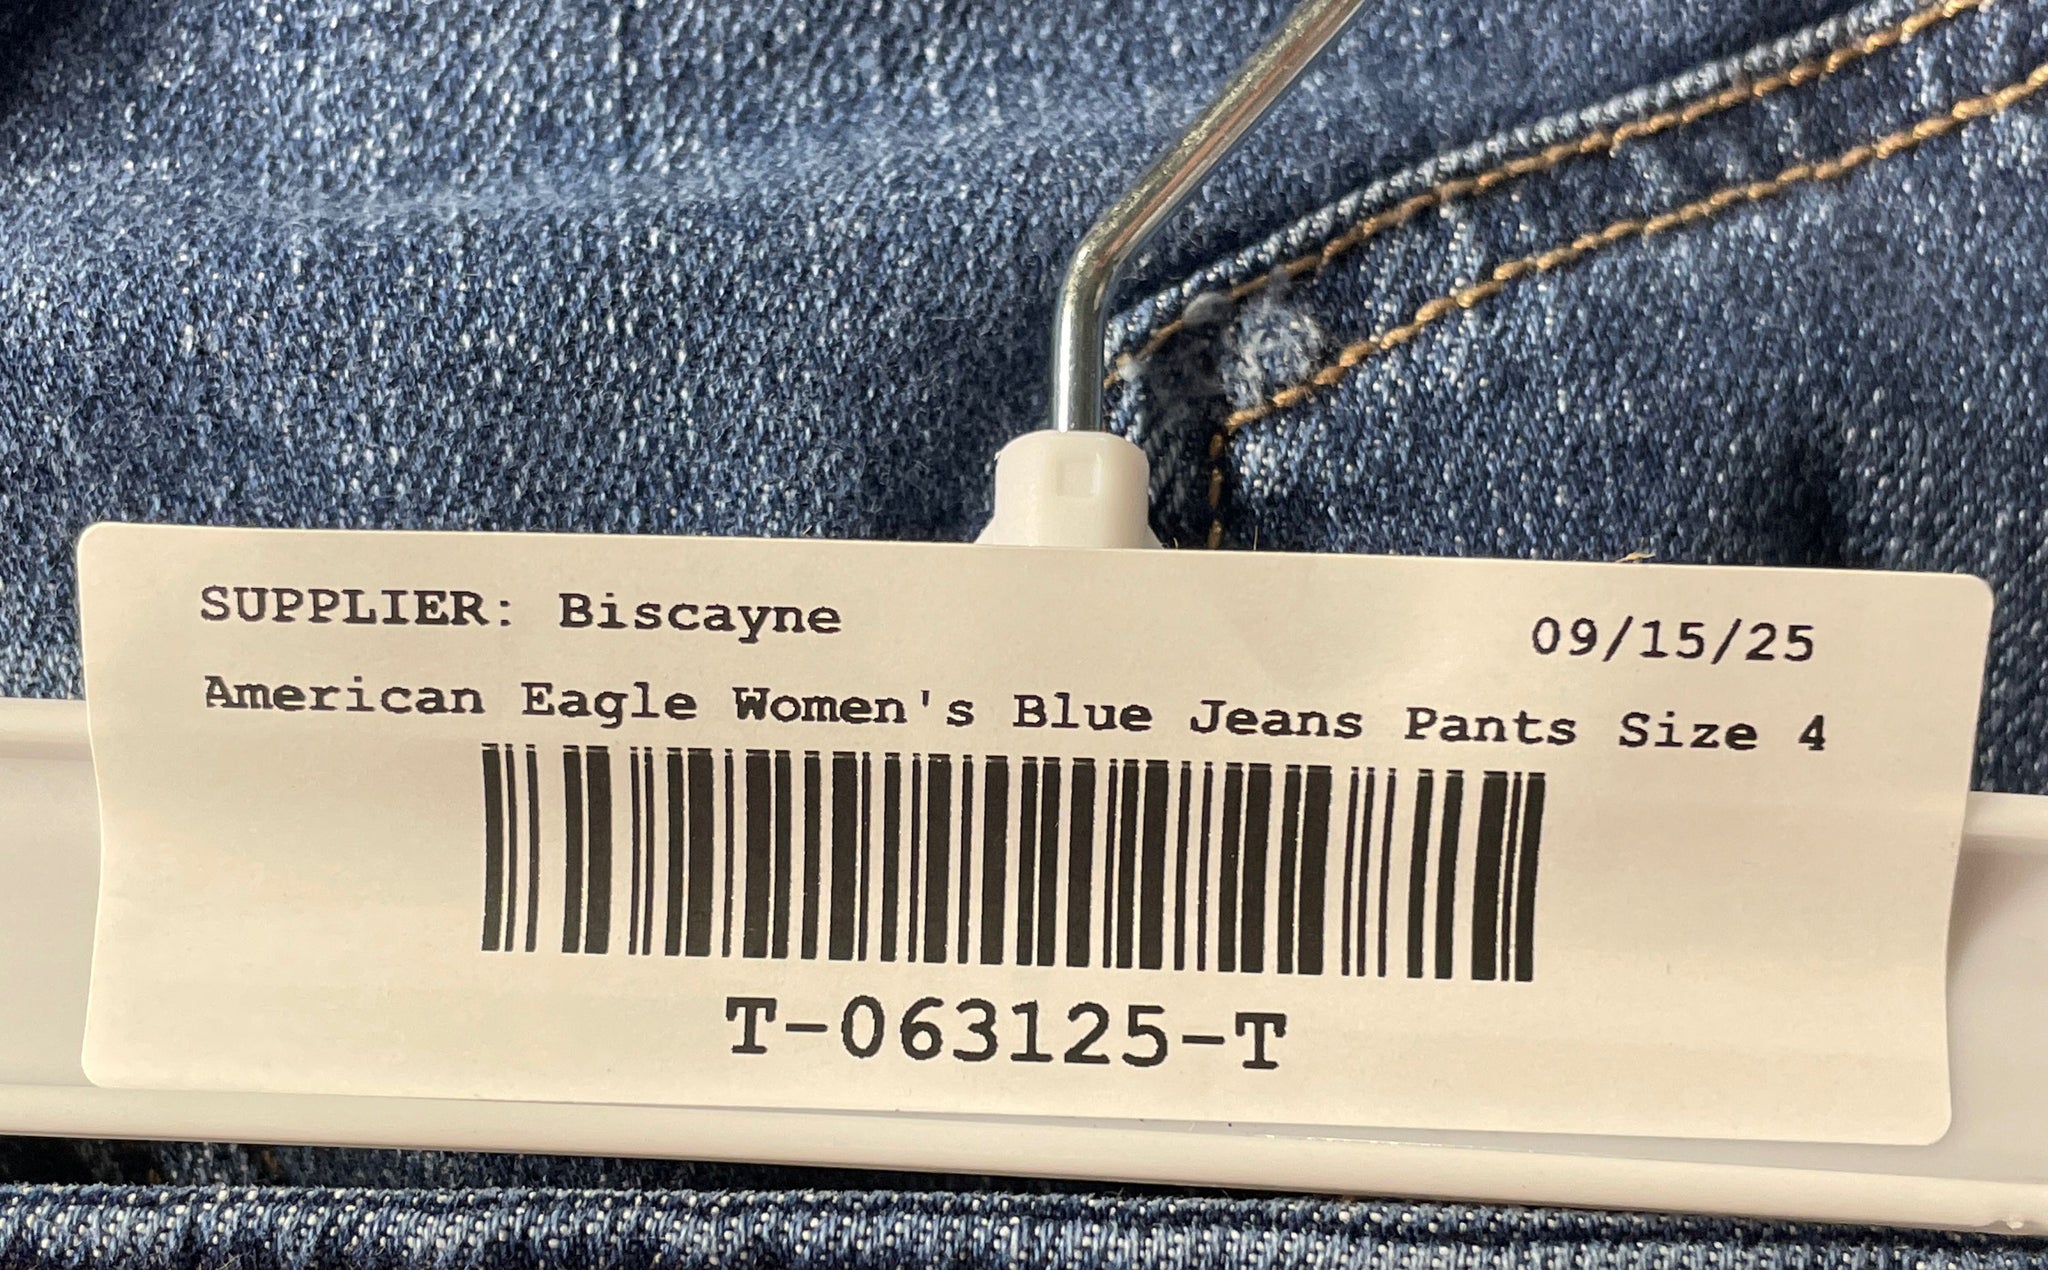 SUPPLIER: Biscayne 09/15/25
American Eagle Women's Blue Jeans Pants Size 4
T-063125-T